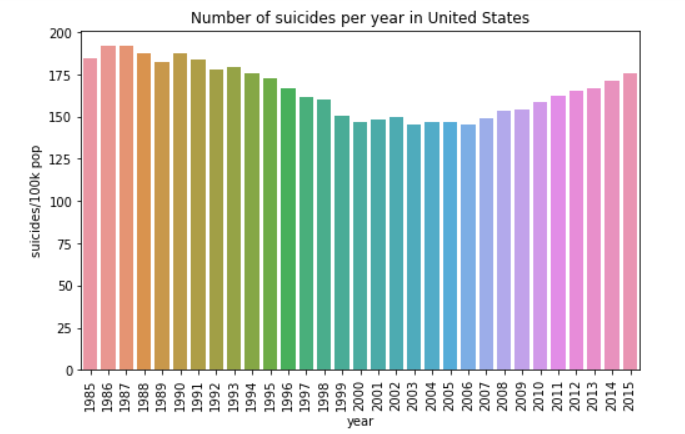 Number of suicides per year in United States
suicides/100k pop
200
175
150
125
100
75
50
25
0
1985 1986 1987 1988 1989 1990 1991 1992 1993 1994 1995 1996 1997 1998 1999 2000 2001 2002 2003 2004 2005 2006 2007 2008 2009 2010 2011 2012 2013 2014 2015
year